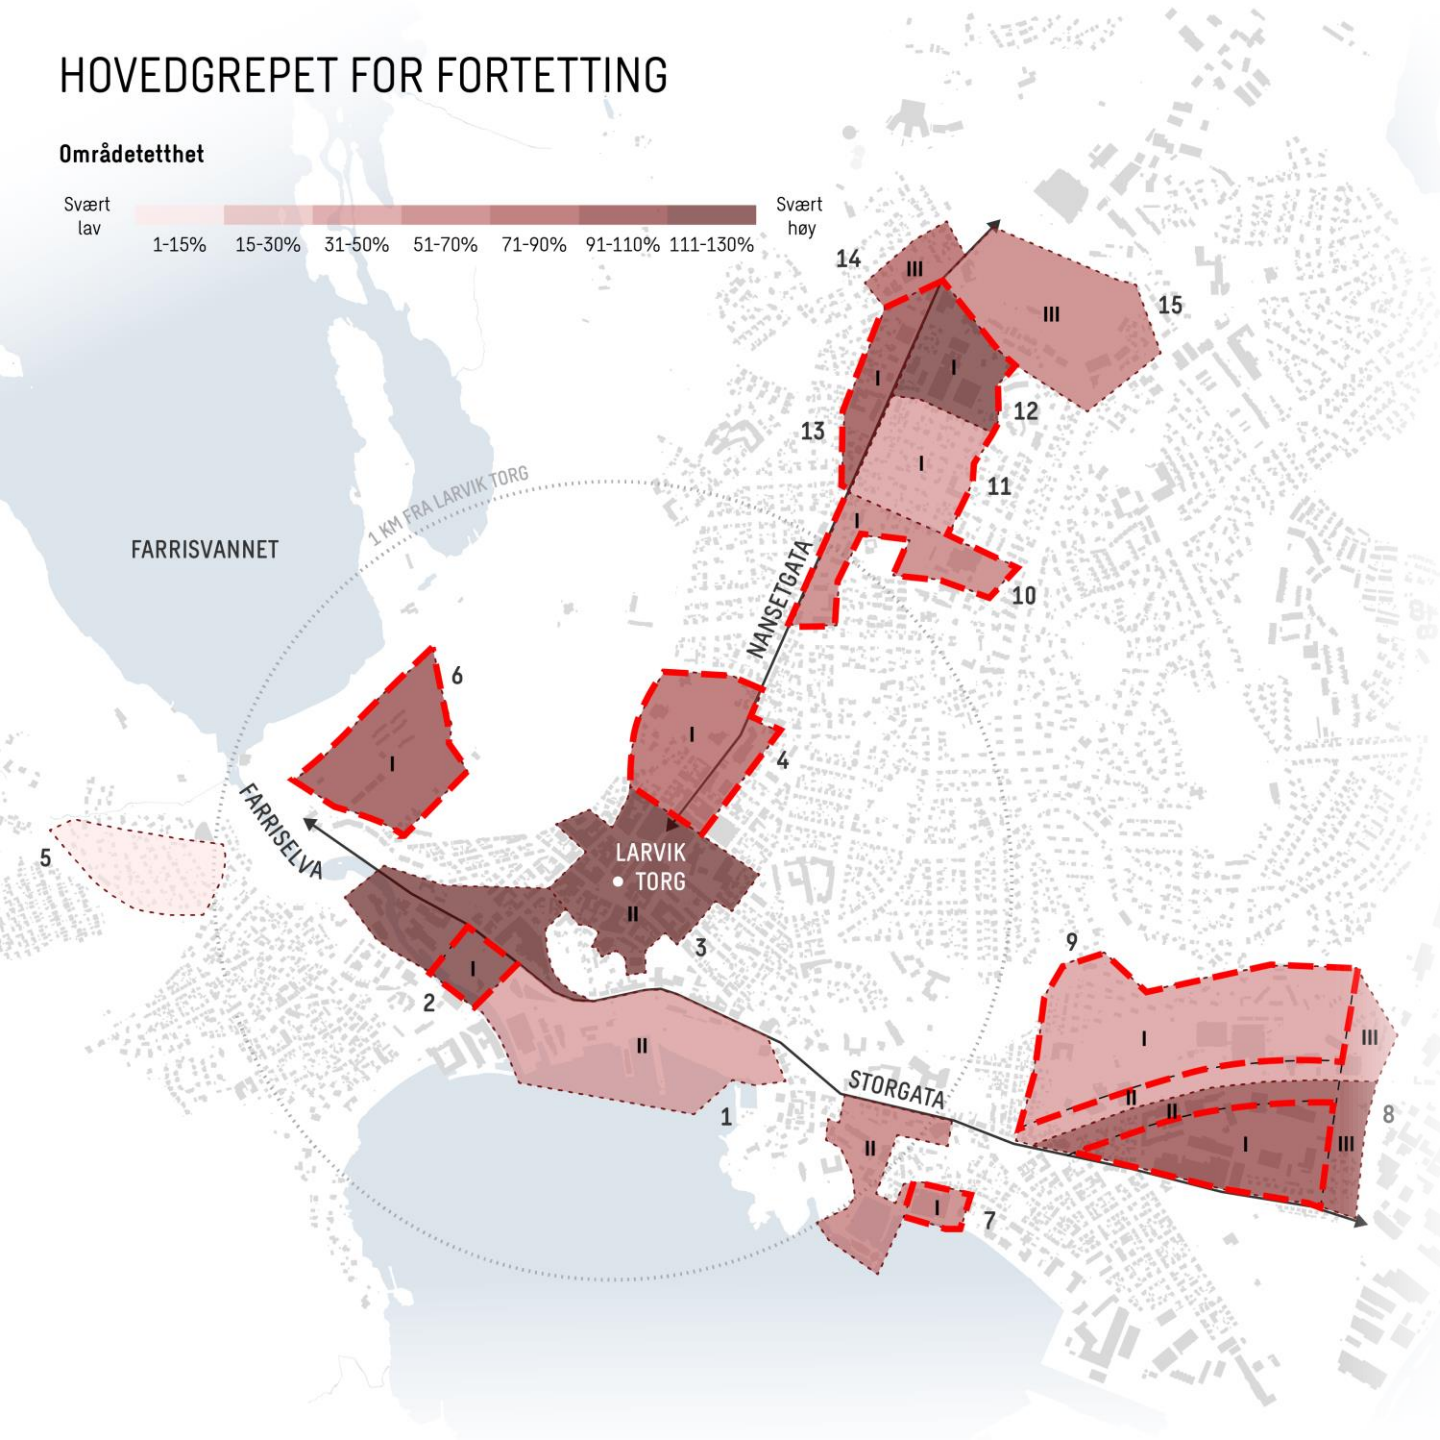 HOVEDGREPET FOR FORTETTING
Områdetetthet
Svært
lav
1-15%
15-30%
31-50%
51-70%
71-90%
91-110%
111-130%
Svært
høy
14
III
15
III
I
I
12
13
I
11
1 KM FRA LARVIK TORG
I
FARRISVANNET
NANSETGATA
10
6
I
4
I
FARRISELVA
5
LARVIK
TORG
II
3
9
I
2
II
I
III
STORGATA
II
II
8
1
II
I
III
I
7